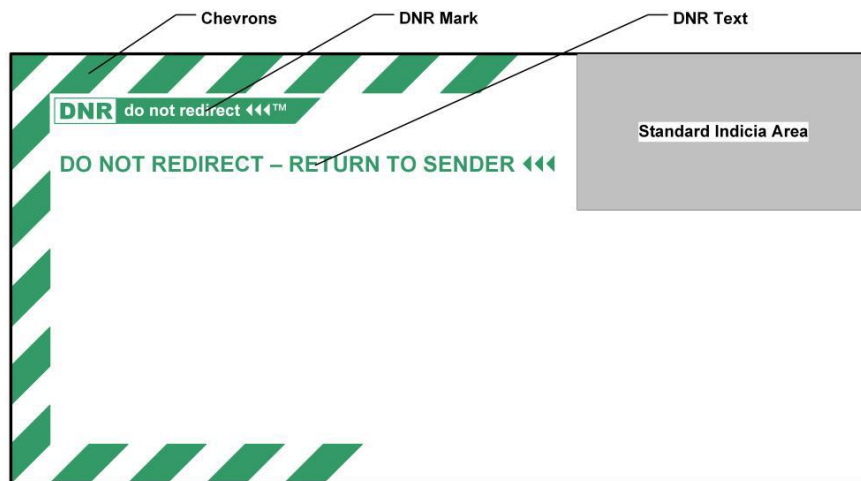 Chevrons DNR Mark DNR Text
DNR do not redirect ◀◀◀™
Standard Indicia Area
DO NOT REDIRECT – RETURN TO SENDER ◀◀◀